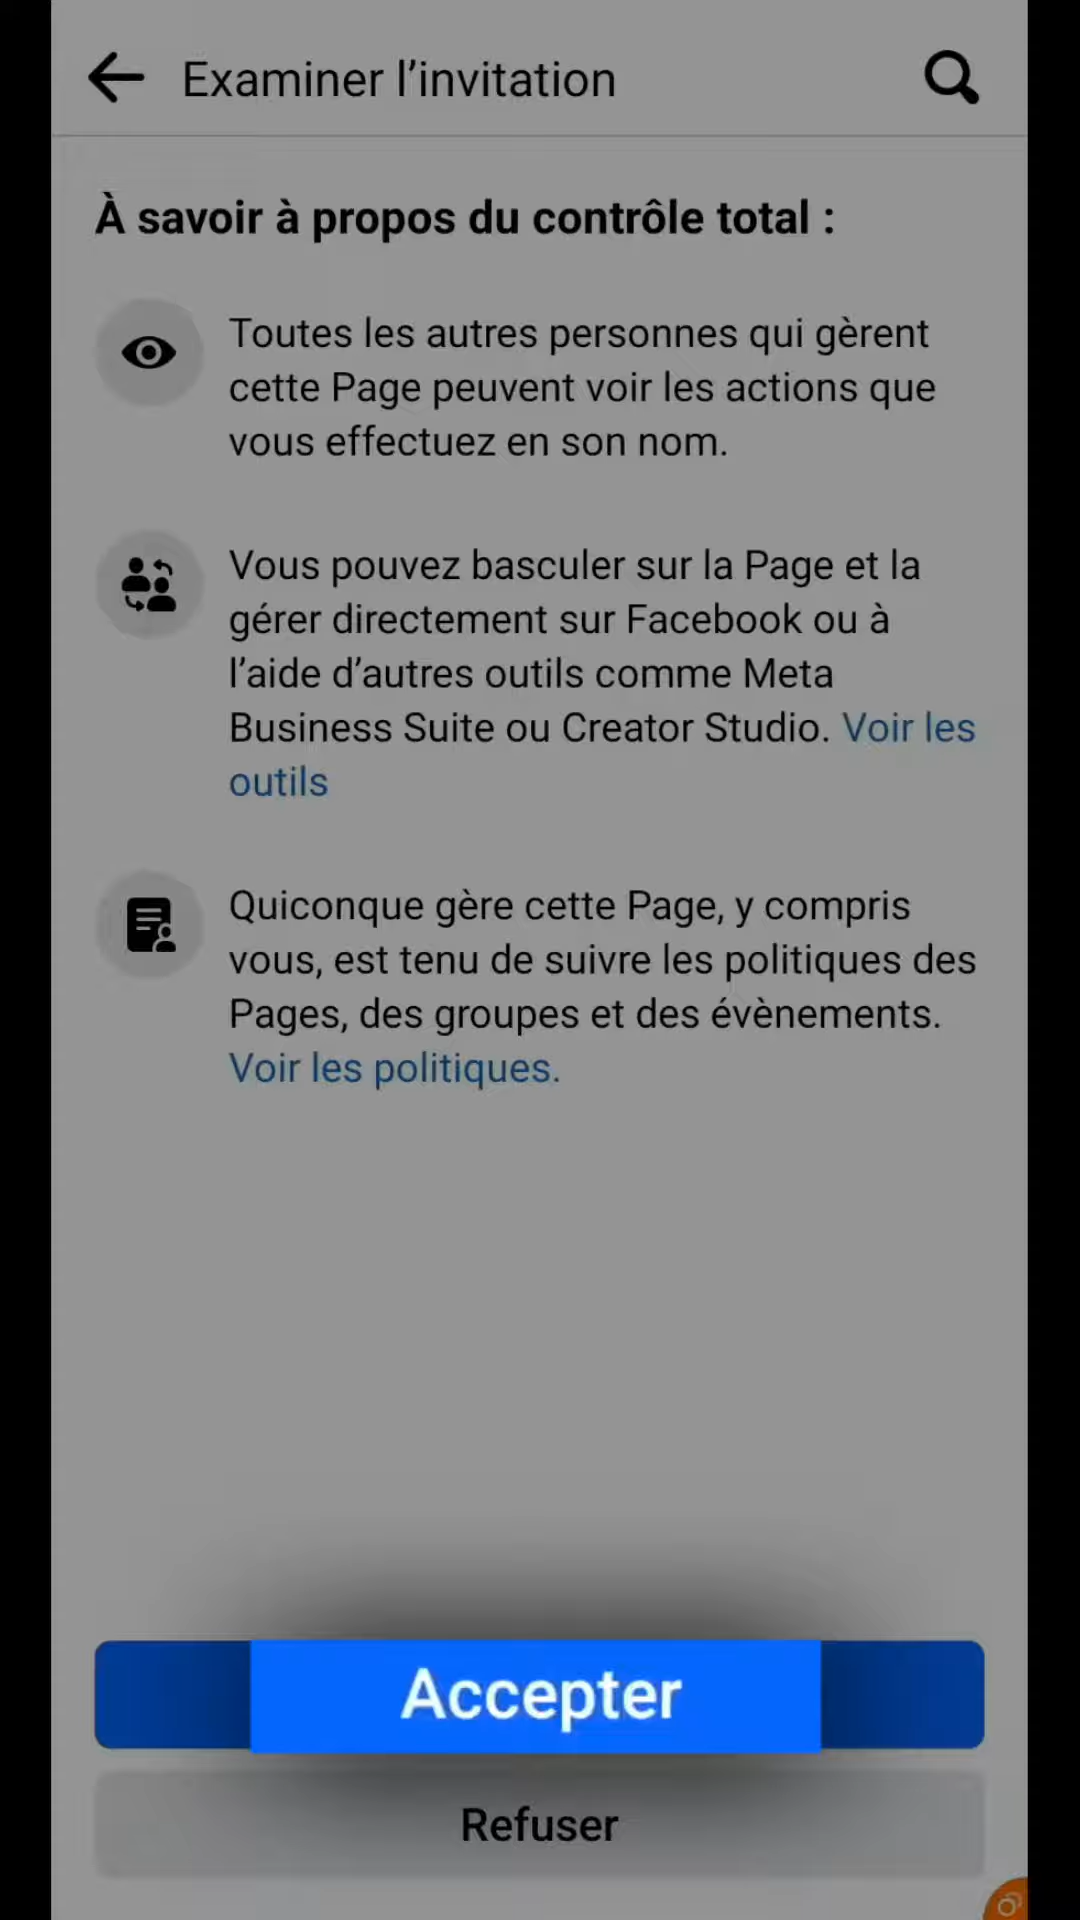 Examiner l’invitation
À savoir à propos du contrôle total :
Toutes les autres personnes qui gèrent
cette Page peuvent voir les actions que
vous effectuez en son nom.
Vous pouvez basculer sur la Page et la
gérer directement sur Facebook ou à
l’aide d’autres outils comme Meta
Business Suite ou Creator Studio. Voir les
outils
Quiconque gère cette Page, y compris
vous, est tenu de suivre les politiques des
Pages, des groupes et des évènements.
Voir les politiques.
Accepter
Refuser